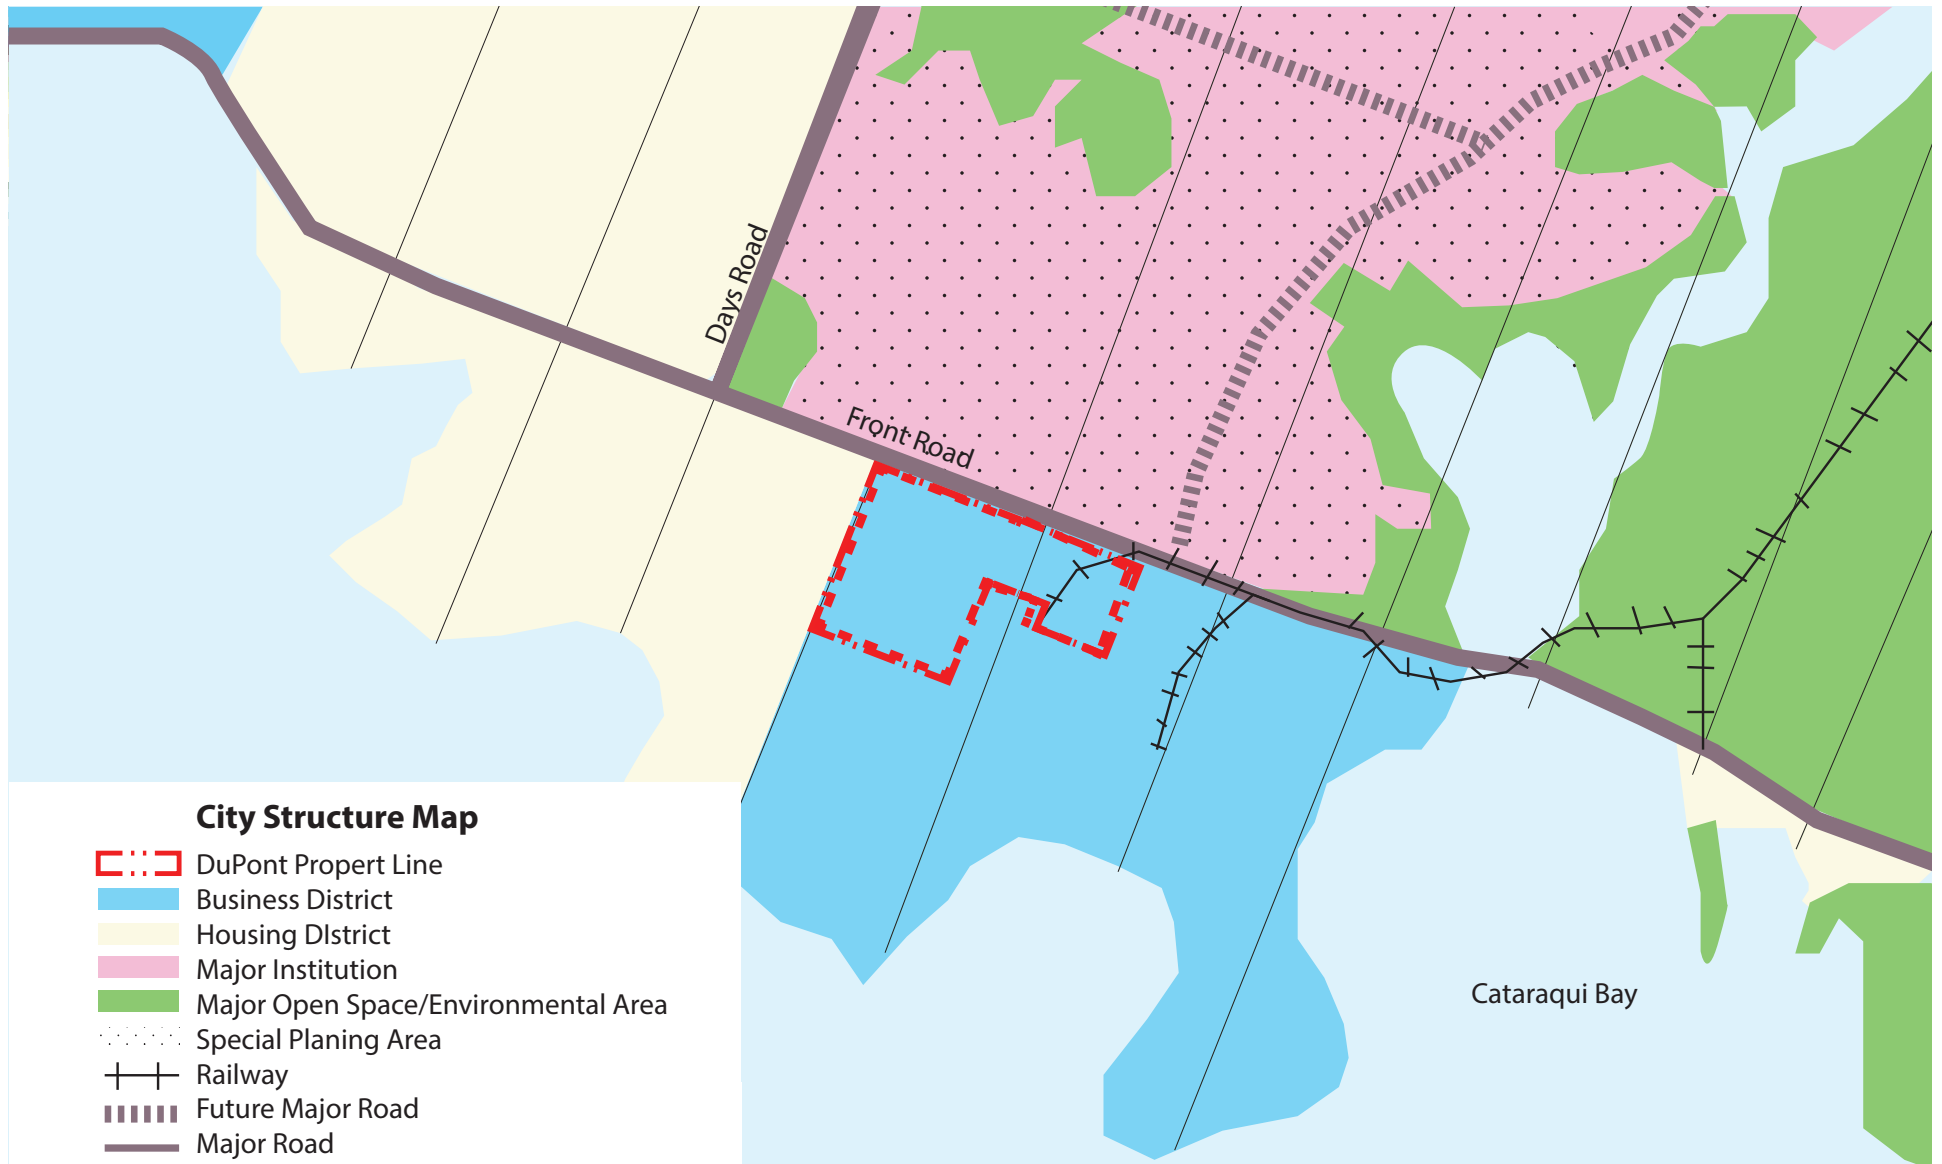 Days Road
Front Road
City Structure Map
DuPont Propert Line
Business District
Housing DIstrict
Major Institution
Major Open Space/Environmental Area
Special Planing Area
Railway
Future Major Road
Major Road
Cataraqui Bay